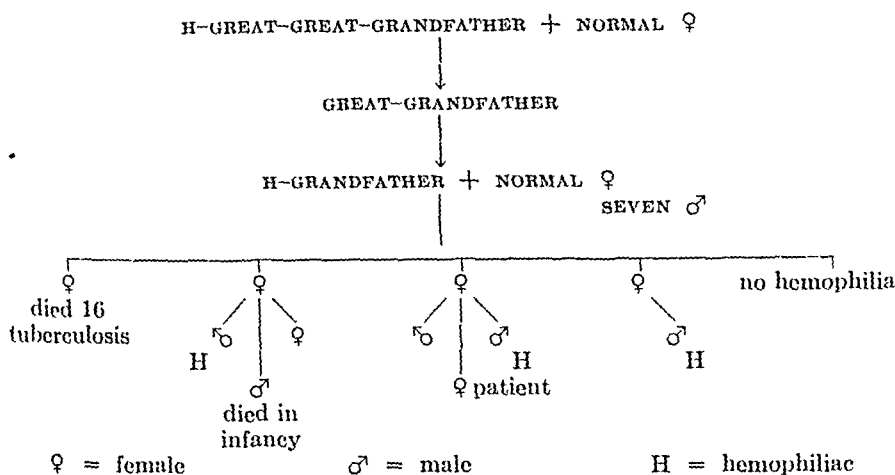 H-GREAT-GREAT-GRANDFATHER + NORMAL ♀
GREAT-GRANDFATHER
H-GRANDFATHER + NORMAL ♀
SEVEN ♂
♀ ♀ ♀ ♀ no hemophilia
died 16
tuberculosis
♂ ♀ ♂ ♂ ♂
H H H
♂ ♀ patient
died in
infancy
♀ = female ♂ = male H = hemophiliac